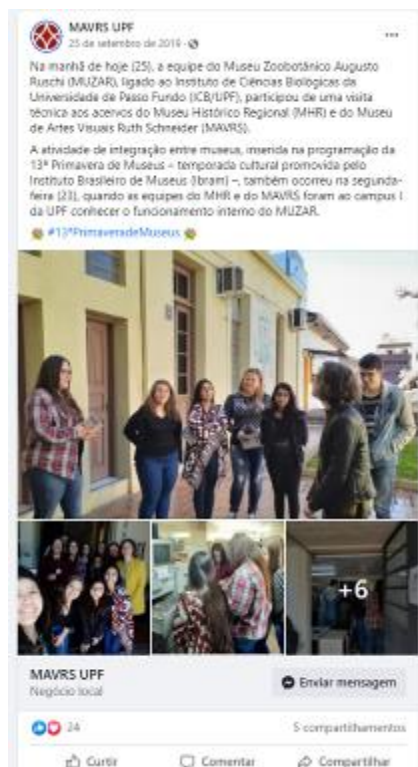 MAVRS UPF
25 de setembro de 2019 ·
Na manhã de hoje (25), a equipe do Museu Zoobotânico Augusto
Ruschi (MUZAR), ligado ao Instituto de Ciências Biológicas da
Universidade de Passo Fundo (ICB/UPF), participou de uma visita
técnica aos acervos do Museu Histórico Regional (MHR) e do Museu
de Artes Visuais Ruth Schneider (MAVRS).
A atividade de integração entre museus, inserida na programação da
13ª Primavera de Museus – temporada cultural promovida pelo
Instituto Brasileiro de Museus (Ibram) –, também ocorreu na segunda-
feira (23), quando as equipes do MHR e do MAVRS foram ao campus I
da UPF conhecer o funcionamento interno do MUZAR.
#13ªPrimaveradeMuseus
+6
MAVRS UPF
Negócio local
Enviar mensagem
24
5 compartilhamentos
Curtir
Comentar
Compartilhar